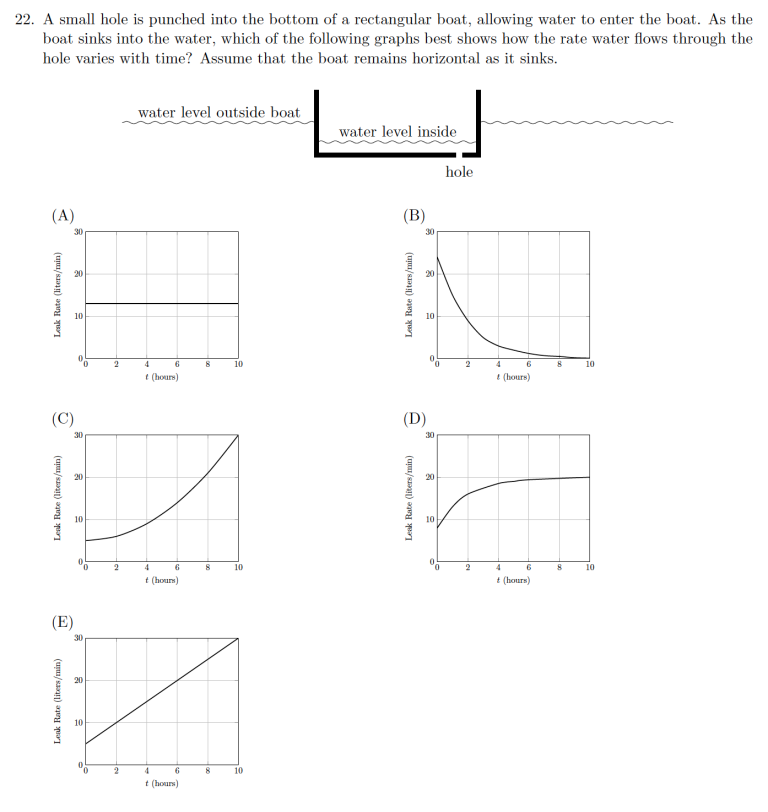 22. A small hole is punched into the bottom of a rectangular boat, allowing water to enter the boat. As the
boat sinks into the water, which of the following graphs best shows how the rate water flows through the
hole varies with time? Assume that the boat remains horizontal as it sinks.
water level outside boat
water level inside
hole
(A)
30
20
10
0
0 2 4 6 8 10
t (hours)
Leak Rate (liters/min)
(B)
30
20
10
0
0 2 4 6 8 10
t (hours)
Leak Rate (liters/min)
(C)
30
20
10
0
0 2 4 6 8 10
t (hours)
Leak Rate (liters/min)
(D)
30
20
10
0
0 2 4 6 8 10
t (hours)
Leak Rate (liters/min)
(E)
30
20
10
0
0 2 4 6 8 10
t (hours)
Leak Rate (liters/min)